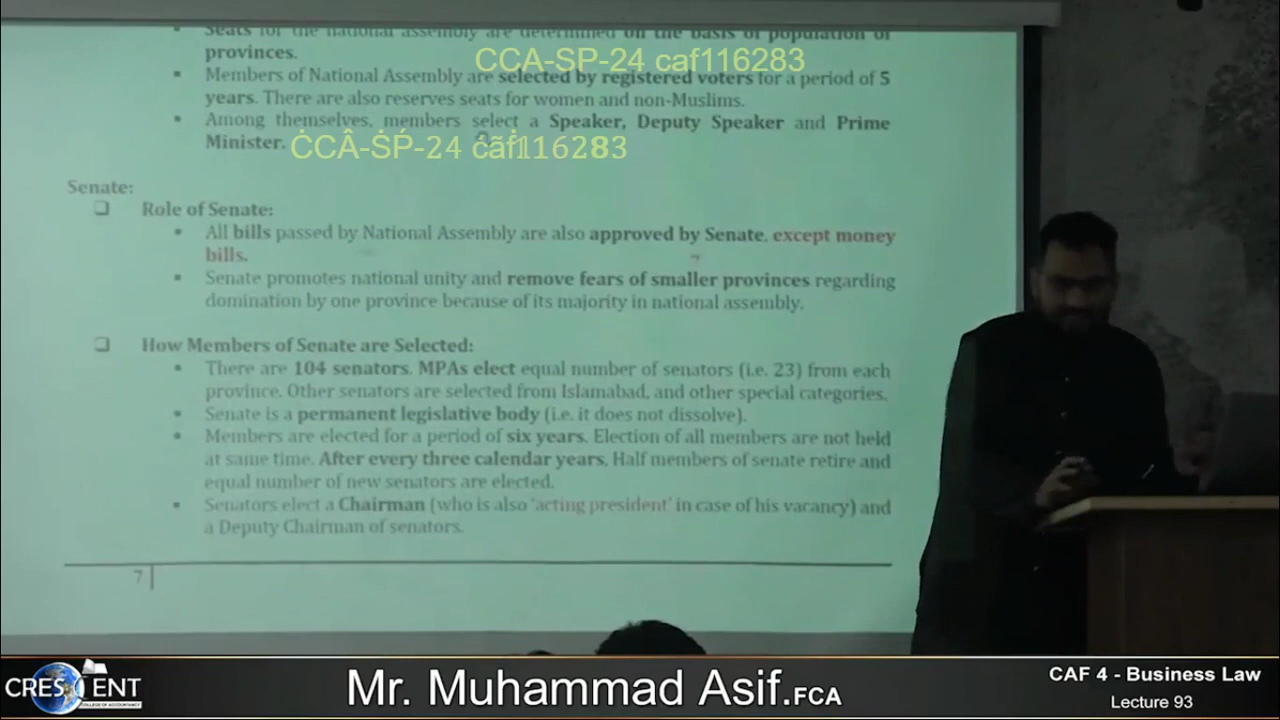 Seats for the national assembly are determined on the basis of population of
provinces.
CCA-SP-24 caf116283
▪ Members of National Assembly are selected by registered voters for a period of 5
years. There are also reserves seats for women and non-Muslims.
▪ Among themselves, members select a Speaker, Deputy Speaker and Prime
Minister.
ĊCÂ-ṠṔ-24 ċãḟ116283
Senate:
❑ Role of Senate:
▪ All bills passed by National Assembly are also approved by Senate, except money
bills.
▪ Senate promotes national unity and remove fears of smaller provinces regarding
domination by one province because of its majority in national assembly.
❑ How Members of Senate are Selected:
▪ There are 104 senators. MPAs elect equal number of senators (i.e. 23) from each
province. Other senators are selected from Islamabad, and other special categories.
▪ Senate is a permanent legislative body (i.e. it does not dissolve).
▪ Members are elected for a period of six years. Election of all members are not held
at same time. After every three calendar years, Half members of senate retire and
equal number of new senators are elected.
▪ Senators elect a Chairman (who is also 'acting president' in case of his vacancy) and
a Deputy Chairman of senators.
7
CRESCENT
COLLEGE OF ACCOUNTANCY
Mr. Muhammad Asif.FCA
CAF 4 - Business Law
Lecture 93